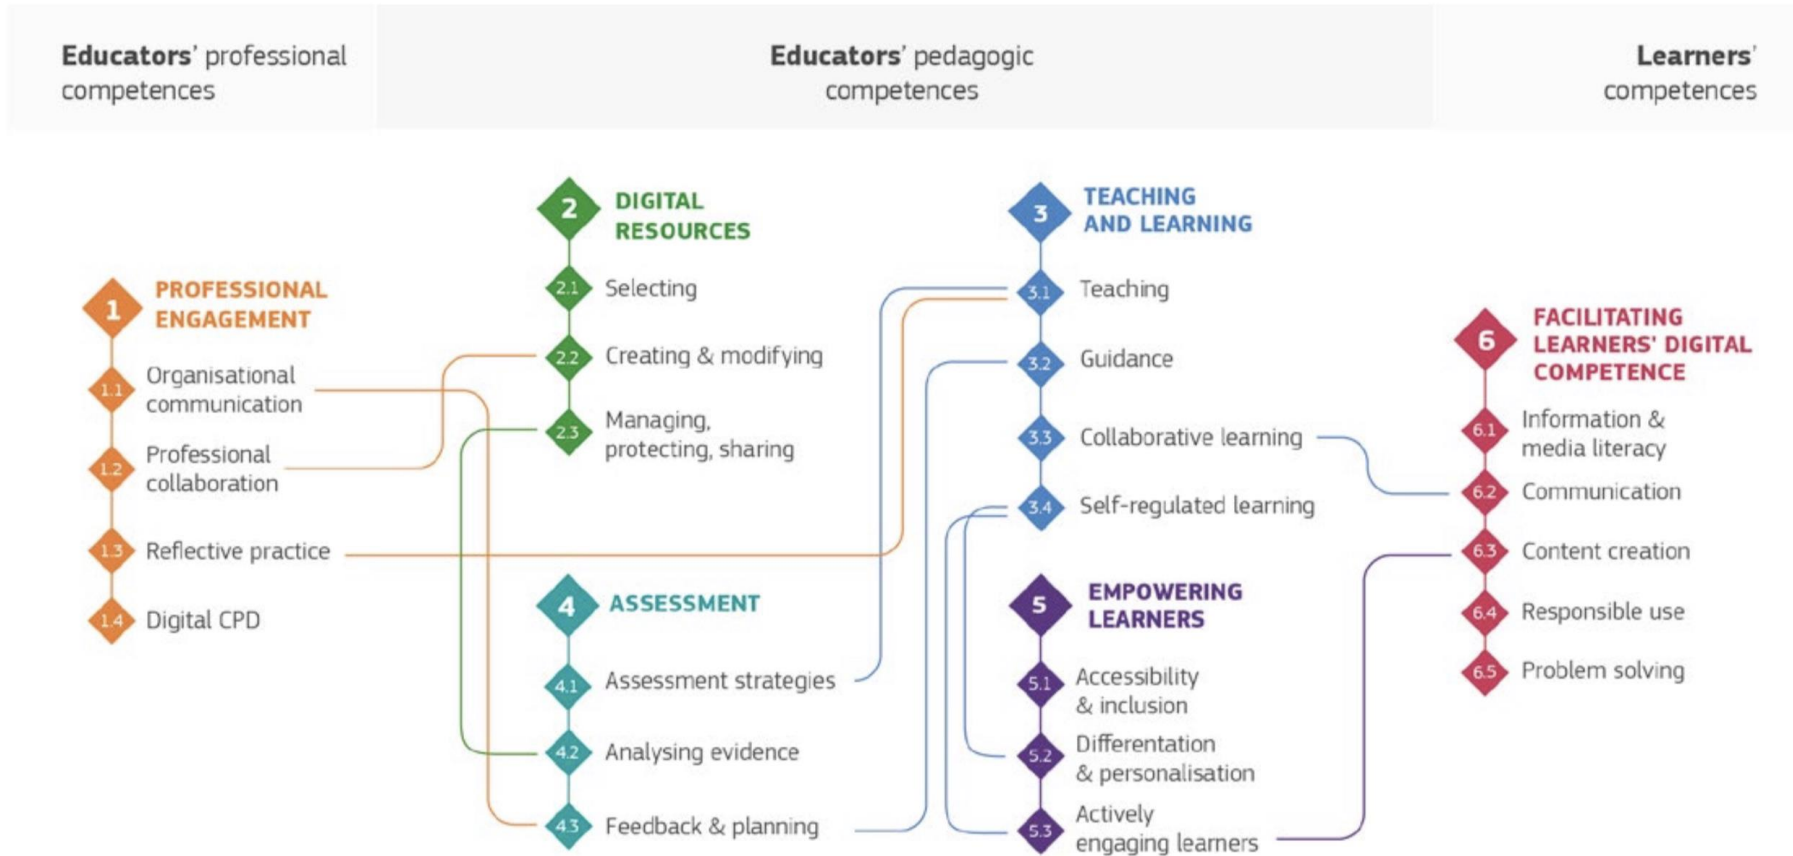 Educators' professional
competences
Educators' pedagogic
competences
Learners'
competences
1
PROFESSIONAL
ENGAGEMENT
1.1
Organisational
communication
1.2
Professional
collaboration
1.3
Reflective practice
1.4
Digital CPD
2
DIGITAL
RESOURCES
2.1
Selecting
2.2
Creating & modifying
2.3
Managing,
protecting, sharing
3
TEACHING
AND LEARNING
3.1
Teaching
3.2
Guidance
3.3
Collaborative learning
3.4
Self-regulated learning
4
ASSESSMENT
4.1
Assessment strategies
4.2
Analysing evidence
4.3
Feedback & planning
5
EMPOWERING
LEARNERS
5.1
Accessibility
& inclusion
5.2
Differentation
& personalisation
5.3
Actively
engaging learners
6
FACILITATING
LEARNERS' DIGITAL
COMPETENCE
6.1
Information &
media literacy
6.2
Communication
6.3
Content creation
6.4
Responsible use
6.5
Problem solving